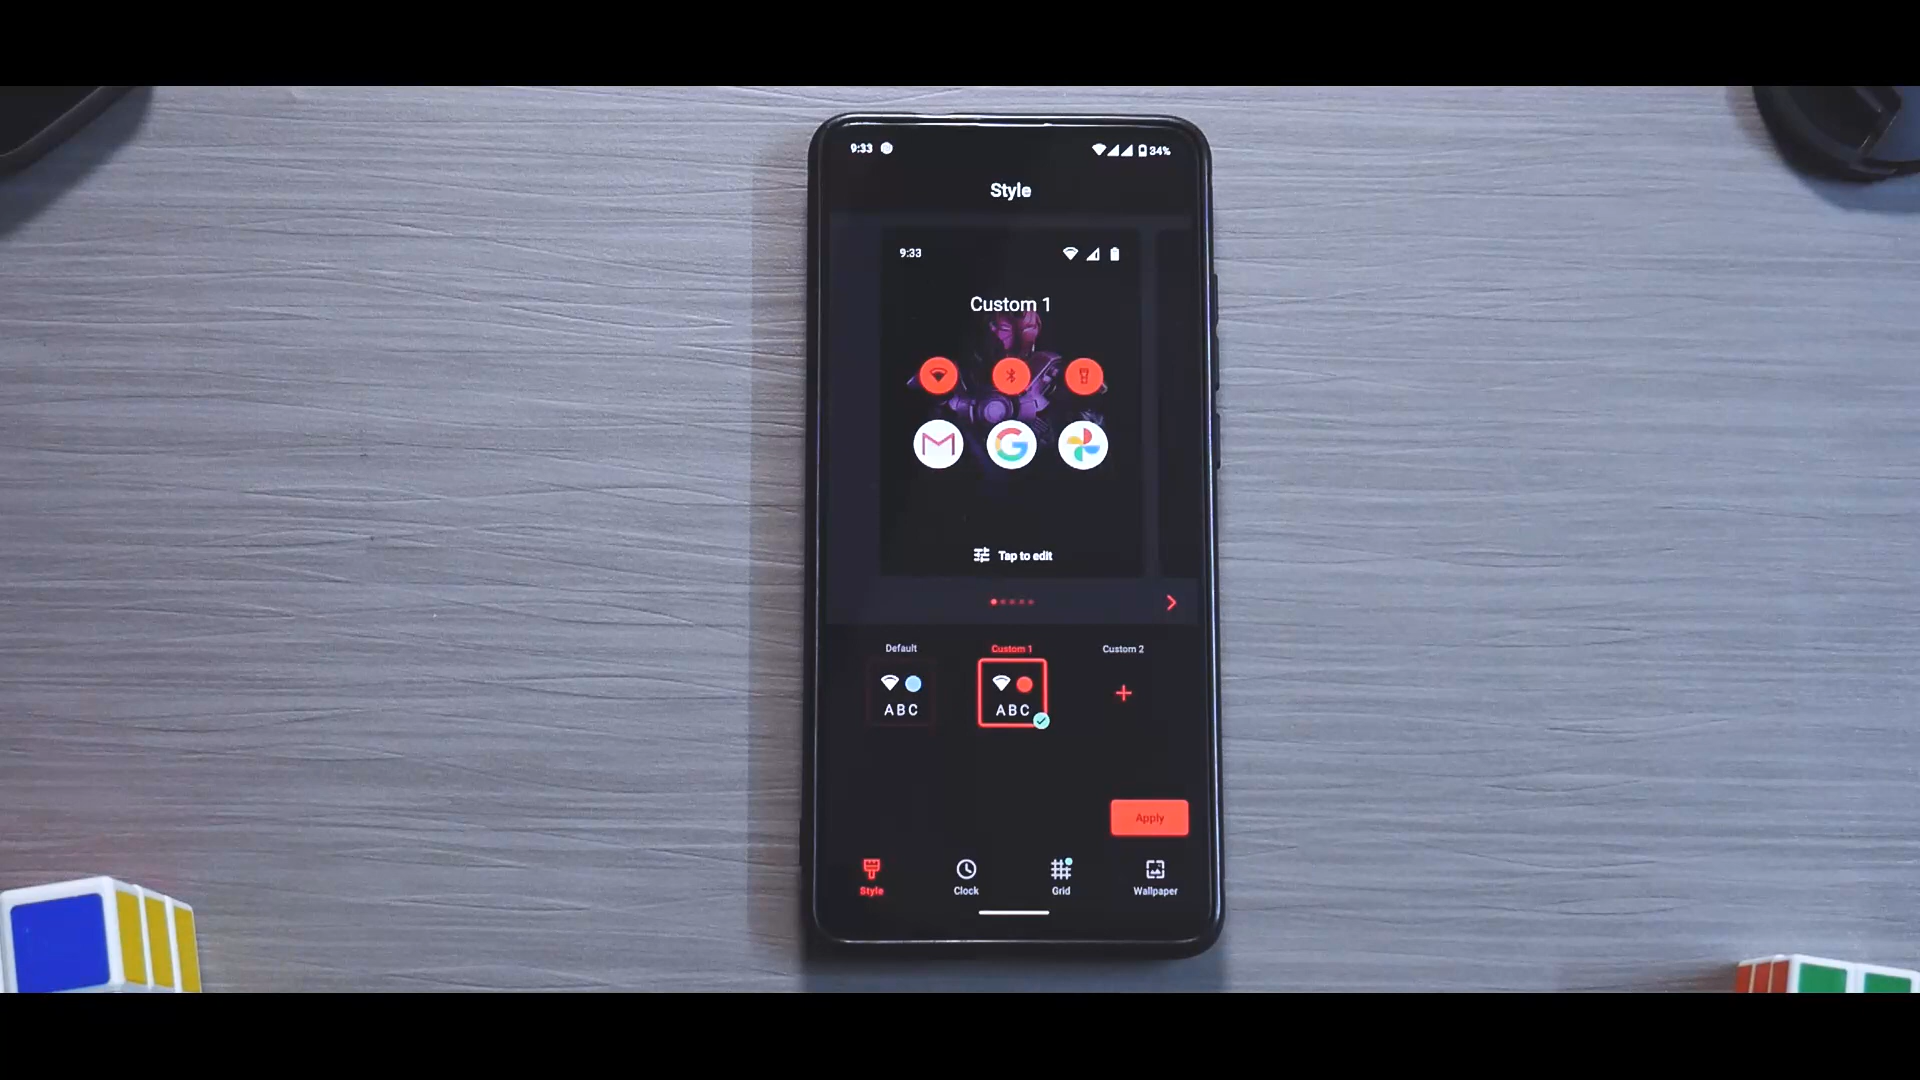 9:33
34%
Style
9:33
Custom 1
Tap to edit
Default
Custom 1
Custom 2
ABC
ABC
Apply
Style
Clock
Grid
Wallpaper